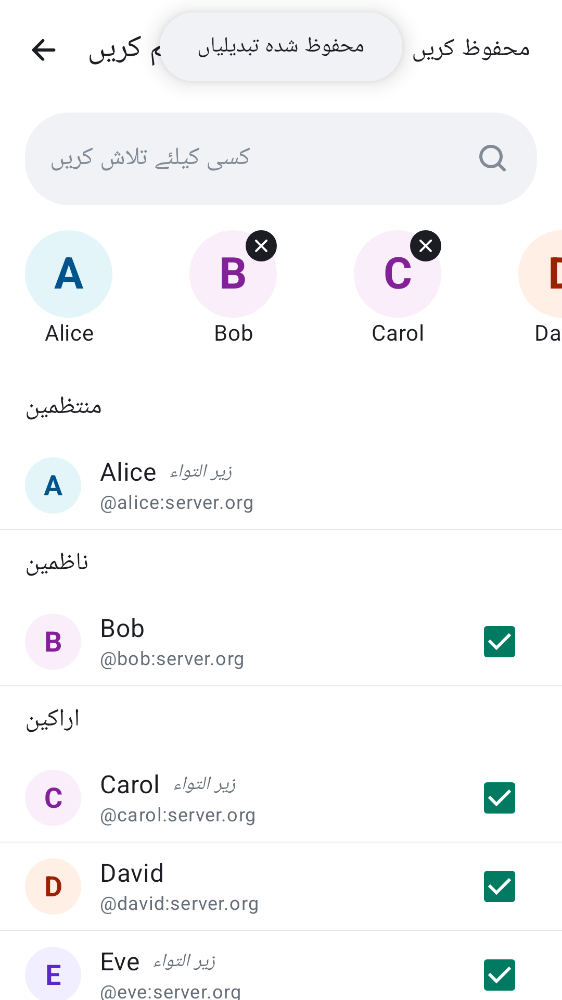 کریں
محفوظ شدہ تبدیلیاں
محفوظ کریں
کسی کیلئے تلاش کریں
A
B
C
D
Alice
Bob
Carol
Da
منتظمین
A
Alice زیر التواء
@alice:server.org
ناظمین
B
Bob
@bob:server.org
اراکین
C
Carol زیر التواء
@carol:server.org
D
David
@david:server.org
E
Eve زیر التواء
@eve:server.org